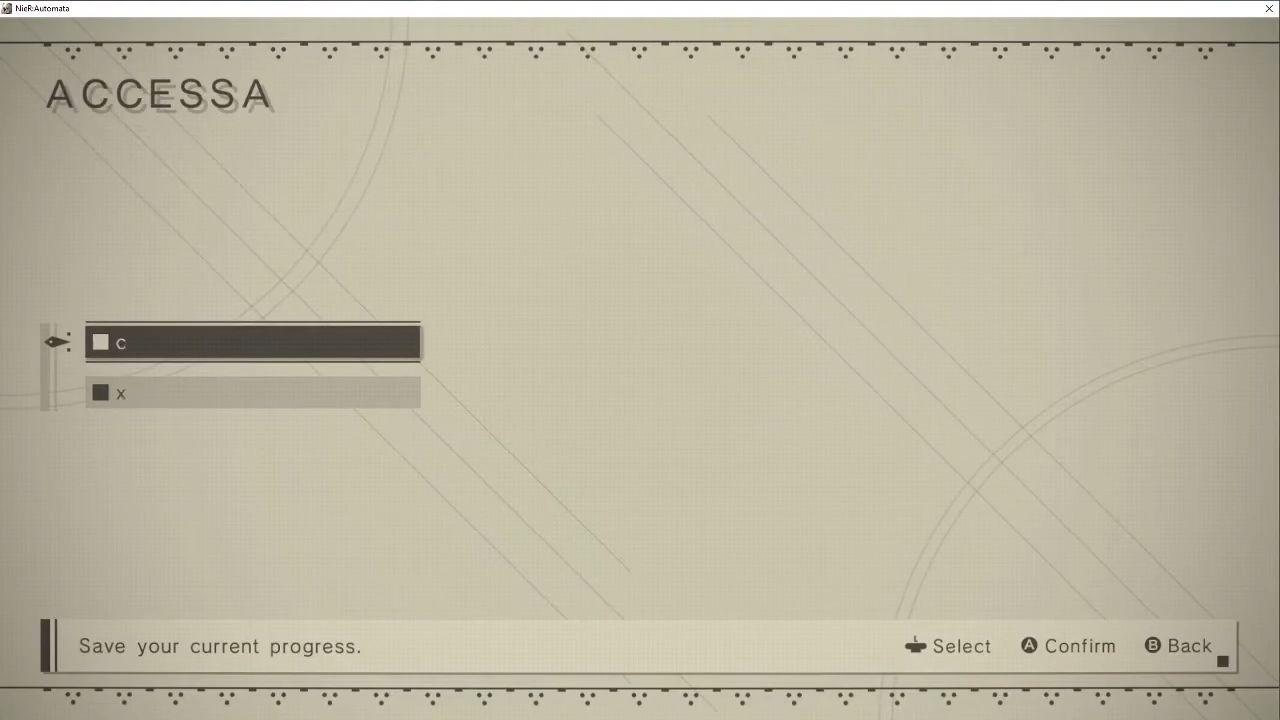 NieR:Automata
ACCESSA
C
X
Save your current progress.
Select A Confirm B Back